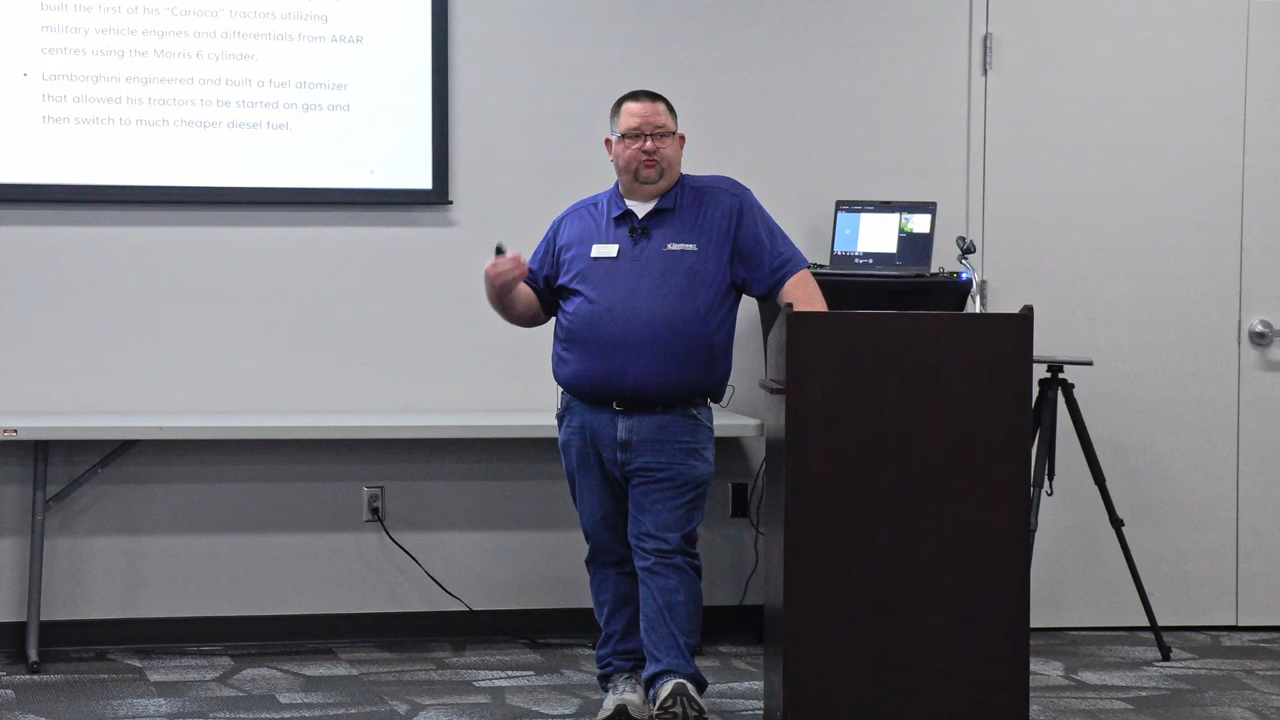 built the first of his "Carioca" tractors utilizing
military vehicle engines and differentials from ARAR
centres using the Morris 6 cylinder.
• Lamborghini engineered and built a fuel atomizer
that allowed his tractors to be started on gas and
then switch to much cheaper diesel fuel.